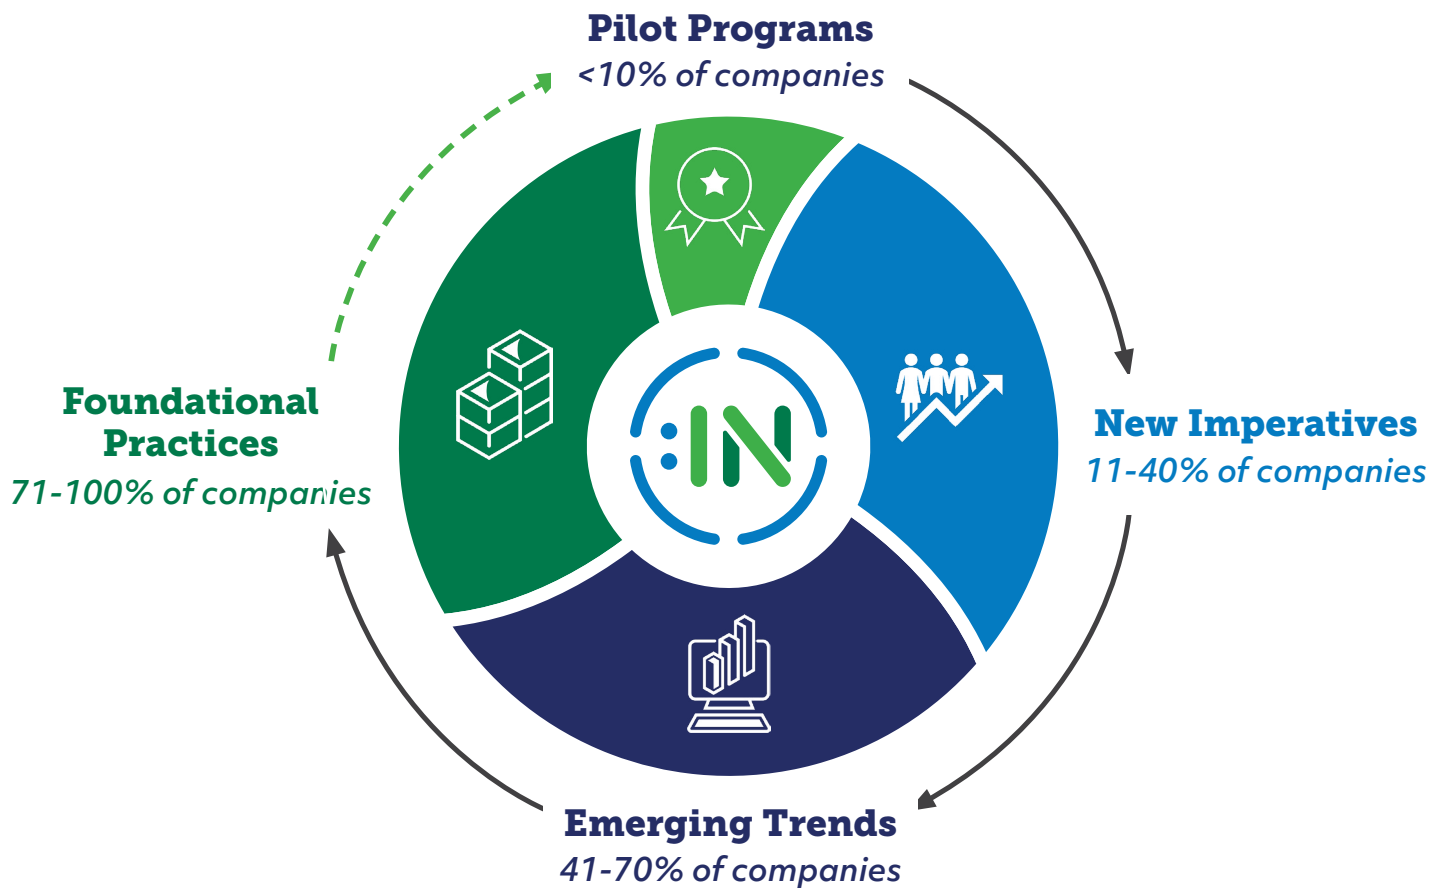 Pilot Programs
<10% of companies
New Imperatives
11-40% of companies
Emerging Trends
41-70% of companies
Foundational
Practices
71-100% of companies
:IN